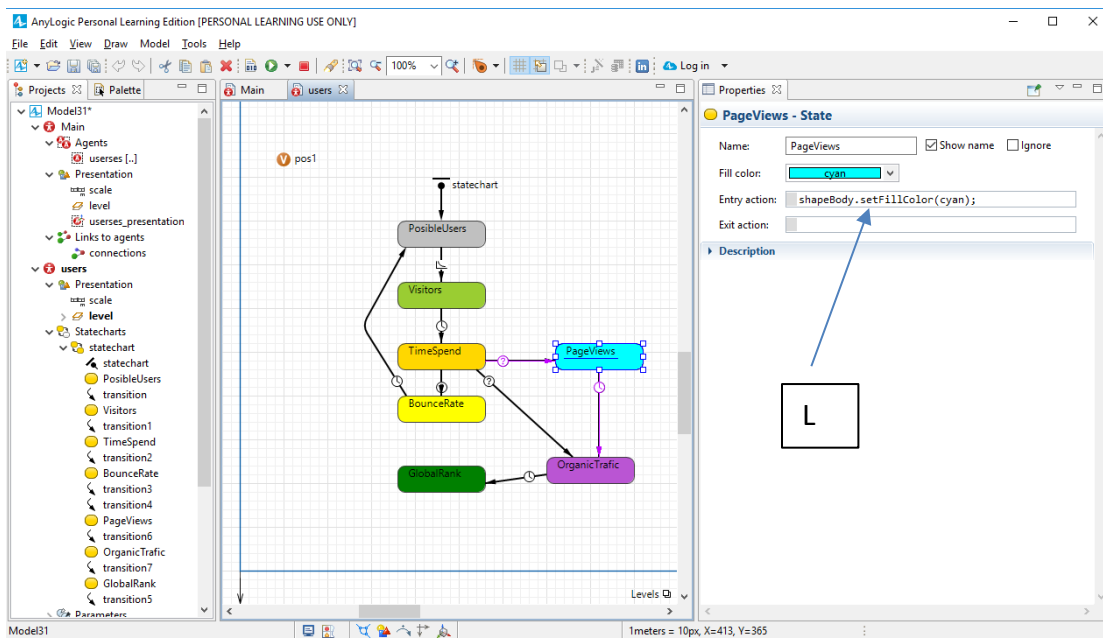 AnyLogic Personal Learning Edition [PERSONAL LEARNING USE ONLY]
File Edit View Draw Model Tools Help
100%
Log in
Projects
Palette
Model31*
Main
Agents
userses [..]
Presentation
scale
level
userses_presentation
Links to agents
connections
users
Presentation
scale
level
Statecharts
statechart
statechart
PosibleUsers
transition
Visitors
transition1
TimeSpend
transition2
BounceRate
transition3
transition4
PageViews
transition6
OrganicTrafic
transition7
GlobalRank
transition5
Parameters
Main
users
V pos1
statechart
PosibleUsers
Visitors
TimeSpend
? PageViews
?
BounceRate
OrganicTrafic
GlobalRank
Levels
Properties
PageViews - State
Name: PageViews Show name Ignore
Fill color: cyan
Entry action: shapeBody.setFillColor(cyan);
Exit action:
Description
L
Model31
1meters = 10px, X=413, Y=365